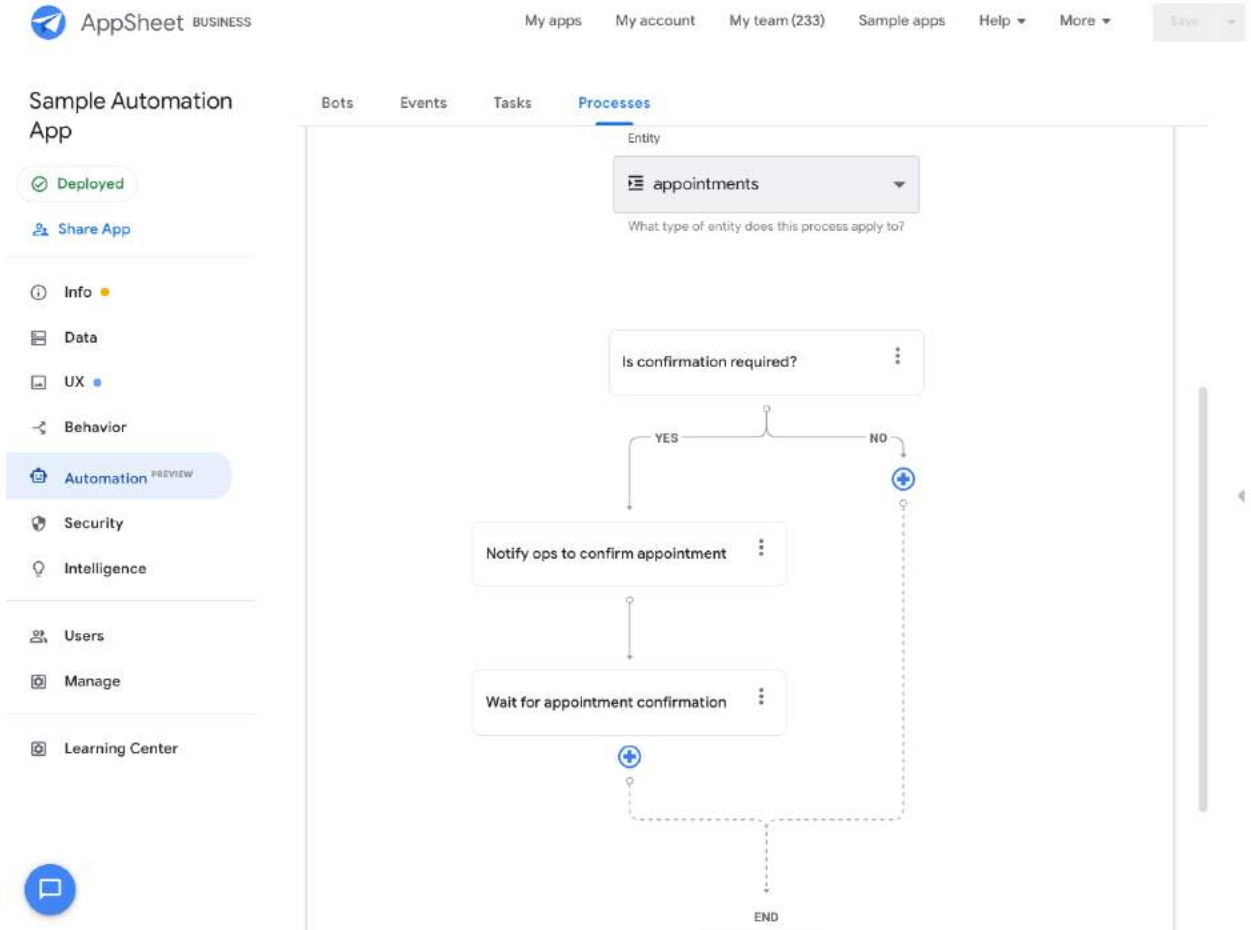 AppSheet BUSINESS
My apps My account My team (233) Sample apps Help More Save
Sample Automation
App
Deployed
Share App
Info
Data
UX
Behavior
Automation PREVIEW
Security
Intelligence
Users
Manage
Learning Center
Bots Events Tasks Processes
Entity
appointments
What type of entity does this process apply to?
Is confirmation required?
YES NO
Notify ops to confirm appointment
Wait for appointment confirmation
END